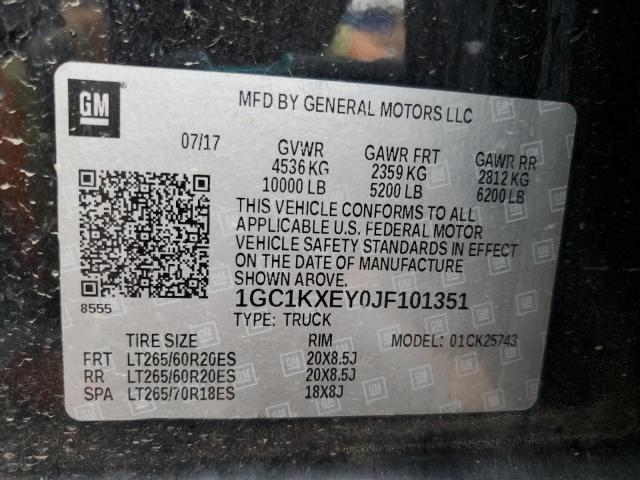 GM
MFD BY GENERAL MOTORS LLC
07/17 GVWR GAWR FRT GAWR RR
4536 KG 2359 KG 2812 KG
10000 LB 5200 LB 6200 LB
THIS VEHICLE CONFORMS TO ALL
APPLICABLE U.S. FEDERAL MOTOR
VEHICLE SAFETY STANDARDS IN EFFECT
ON THE DATE OF MANUFACTURE
SHOWN ABOVE.
8555
1GC1KXEY0JF101351
TYPE: TRUCK
TIRE SIZE RIM MODEL: 01CK25743
FRT LT265/60R20ES 20X8.5J
RR LT265/60R20ES 20X8.5J
SPA LT265/70R18ES 18X8J